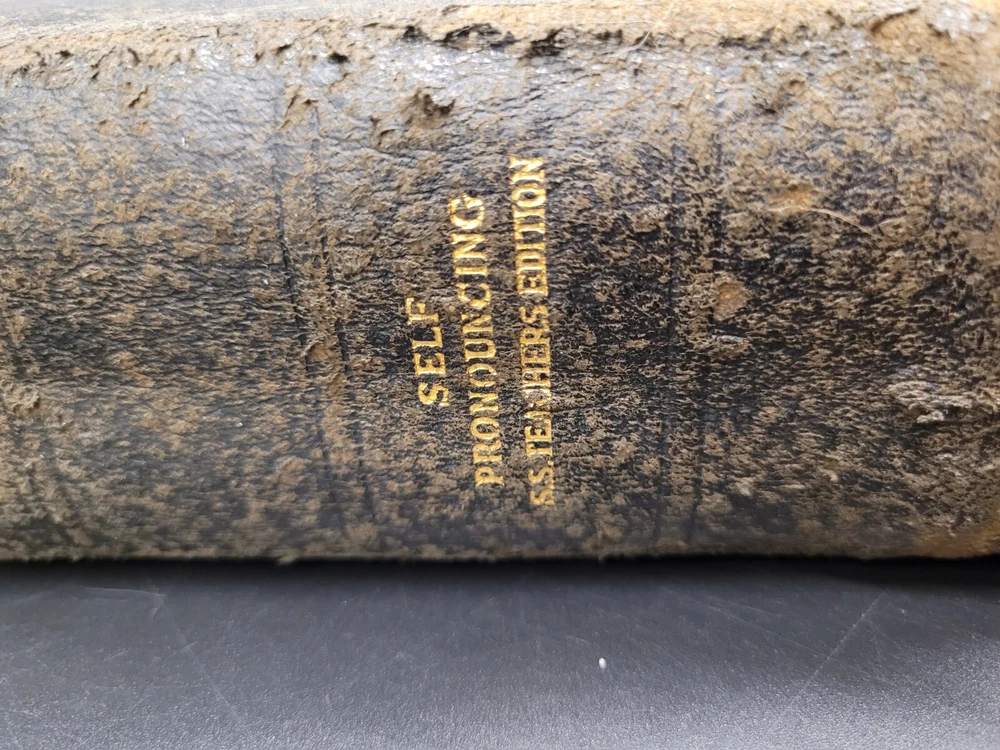 SELF
PRONOUNCING
S.S. TEACHERS EDITION